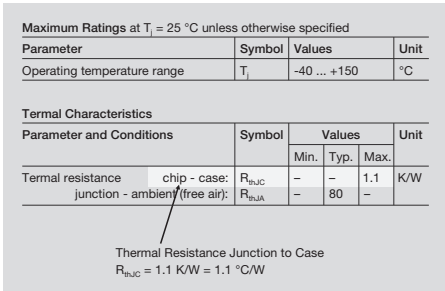 Maximum Ratings at Tj = 25 °C unless otherwise specified
Parameter Symbol Values Unit
Operating temperature range Tj -40 ... +150 °C
Termal Characteristics
Parameter and Conditions Symbol Values Unit
Min. Typ. Max.
Termal resistance chip - case: RthJC – – 1.1 K/W
junction - ambient (free air): RthJA – 80 –
Thermal Resistance Junction to Case
RthJC = 1.1 K/W = 1.1 °C/W